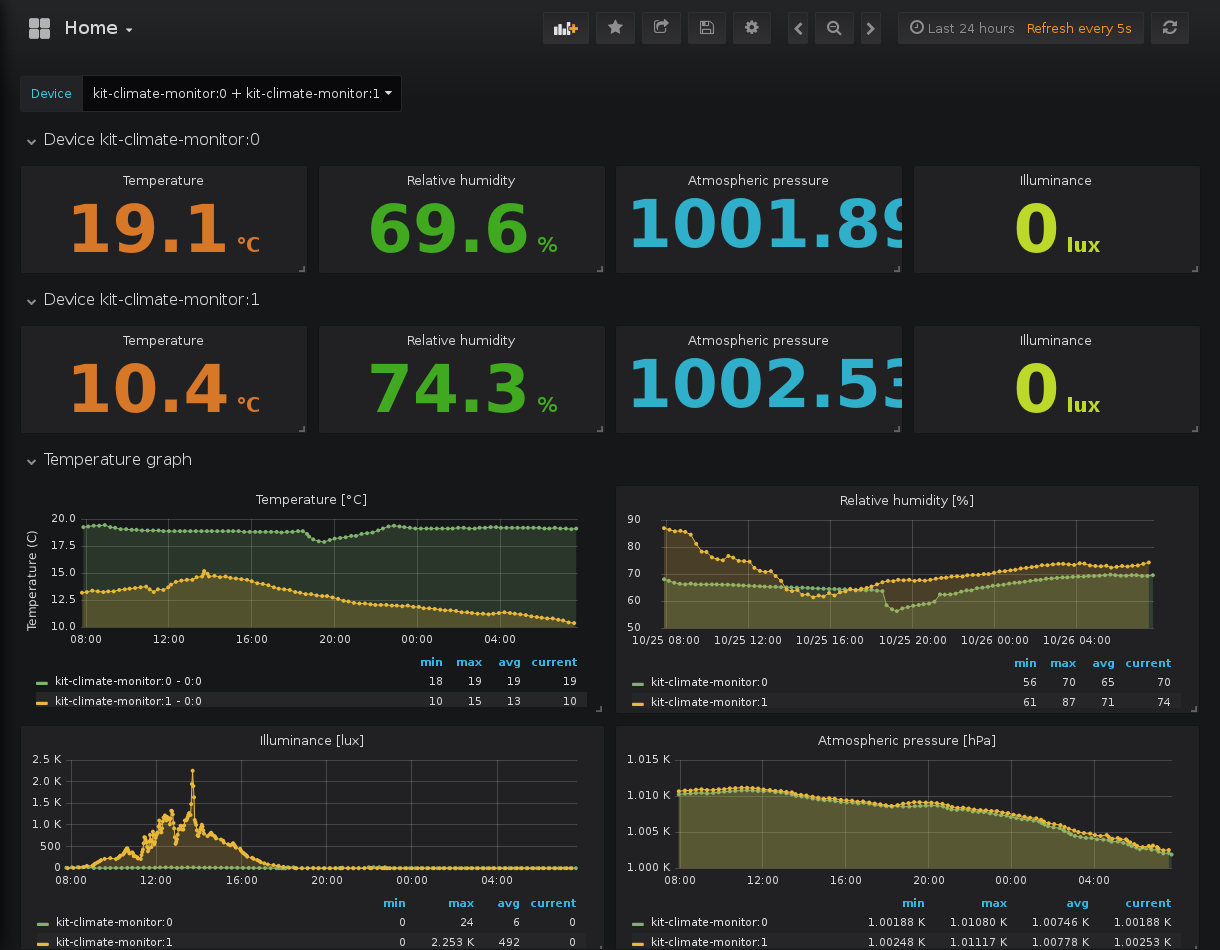 Home
Last 24 hours Refresh every 5s
Device kit-climate-monitor:0 + kit-climate-monitor:1
Device kit-climate-monitor:0
Temperature Relative humidity Atmospheric pressure Illuminance
19.1 °C 69.6 % 1001.89 0 lux
Device kit-climate-monitor:1
Temperature Relative humidity Atmospheric pressure Illuminance
10.4 °C 74.3 % 1002.53 0 lux
Temperature graph
Temperature [°C]
Temperature (C)
20.0
17.5
15.0
12.5
10.0
08:00 12:00 16:00 20:00 00:00 04:00
min max avg current
kit-climate-monitor:0 - 0:0 18 19 19 19
kit-climate-monitor:1 - 0:0 10 15 13 10
Relative humidity [%]
90
80
70
60
50
10/25 08:00 10/25 12:00 10/25 16:00 10/25 20:00 10/26 00:00 10/26 04:00
min max avg current
kit-climate-monitor:0 56 70 65 70
kit-climate-monitor:1 61 87 71 74
Illuminance [lux]
2.5 K
2.0 K
1.5 K
1.0 K
500
0
08:00 12:00 16:00 20:00 00:00 04:00
min max avg current
kit-climate-monitor:0 0 24 6 0
kit-climate-monitor:1 0 2.253 K 492 0
Atmospheric pressure [hPa]
1.015 K
1.010 K
1.005 K
1.000 K
08:00 12:00 16:00 20:00 00:00 04:00
min max avg current
kit-climate-monitor:0 1.00188 K 1.01080 K 1.00746 K 1.00188 K
kit-climate-monitor:1 1.00248 K 1.01117 K 1.00778 K 1.00253 K